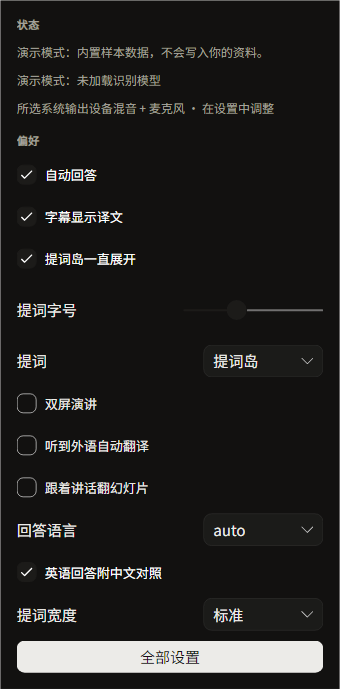 状态
演示模式：内置样本数据，不会写入你的资料。
演示模式：未加载识别模型
所选系统输出设备混音 + 麦克风 · 在设置中调整
偏好
自动回答
字幕显示译文
提词岛一直展开
提词字号
提词 提词岛
双屏演讲
听到外语自动翻译
跟着讲话翻幻灯片
回答语言 auto
英语回答附中文对照
提词宽度 标准
全部设置